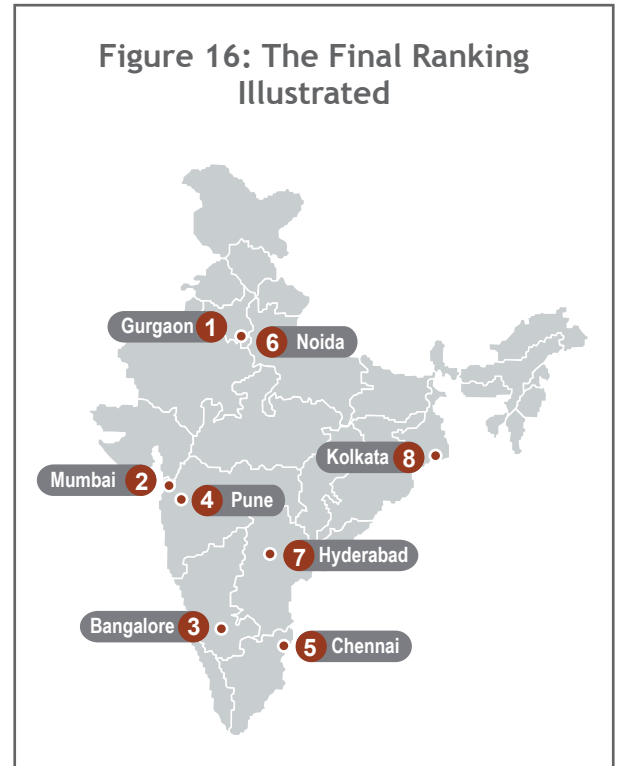 Figure 16: The Final Ranking
Illustrated
Gurgaon 1
6 Noida
Kolkata 8
Mumbai 2
4 Pune
7 Hyderabad
Bangalore 3
5 Chennai